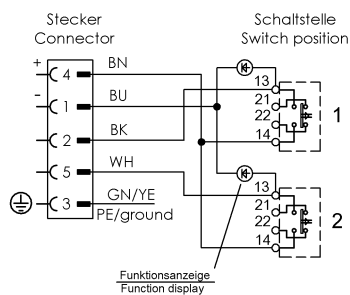 Stecker
Connector
Schaltstelle
Switch position
+ 4 BN
- 1 BU
2 BK
5 WH
3 GN/YE
PE/ground
13
21
22
14
1
13
21
22
14
2
Funktionsanzeige
Function display